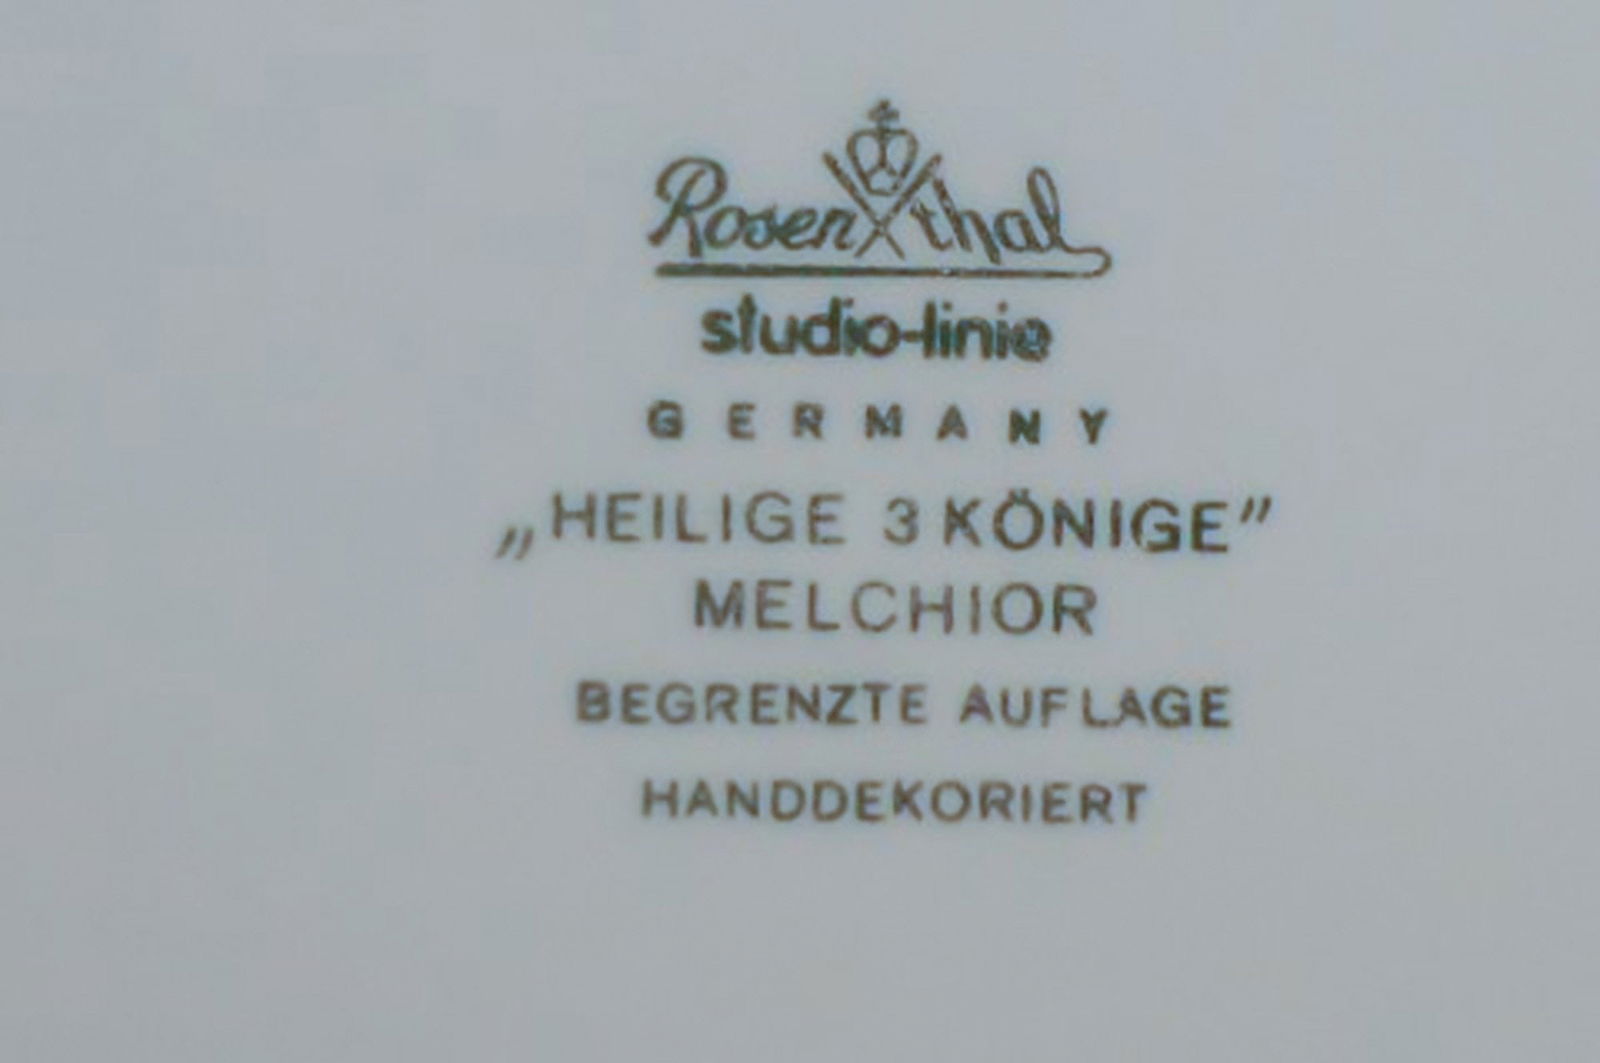 Rosenthal
studio-linie
GERMANY
„HEILIGE 3 KÖNIGE”
MELCHIOR
BEGRENZTE AUFLAGE
HANDDEKORIERT